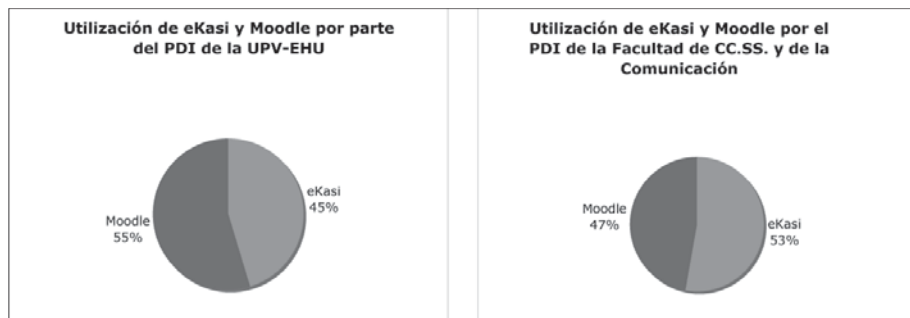 Utilización de eKasi y Moodle por parte
del PDI de la UPV-EHU
eKasi
45%
Moodle
55%
Utilización de eKasi y Moodle por el
PDI de la Facultad de CC.SS. y de la
Comunicación
Moodle
47%
eKasi
53%